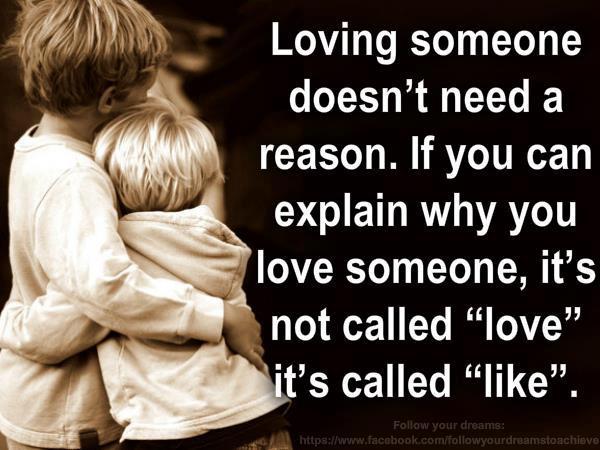 Loving someone
doesn’t need a
reason. If you can
explain why you
love someone, it’s
not called “love”
it’s called “like”.
Follow your dreams:
https://www.facebook.com/followyourdreamstoachieve